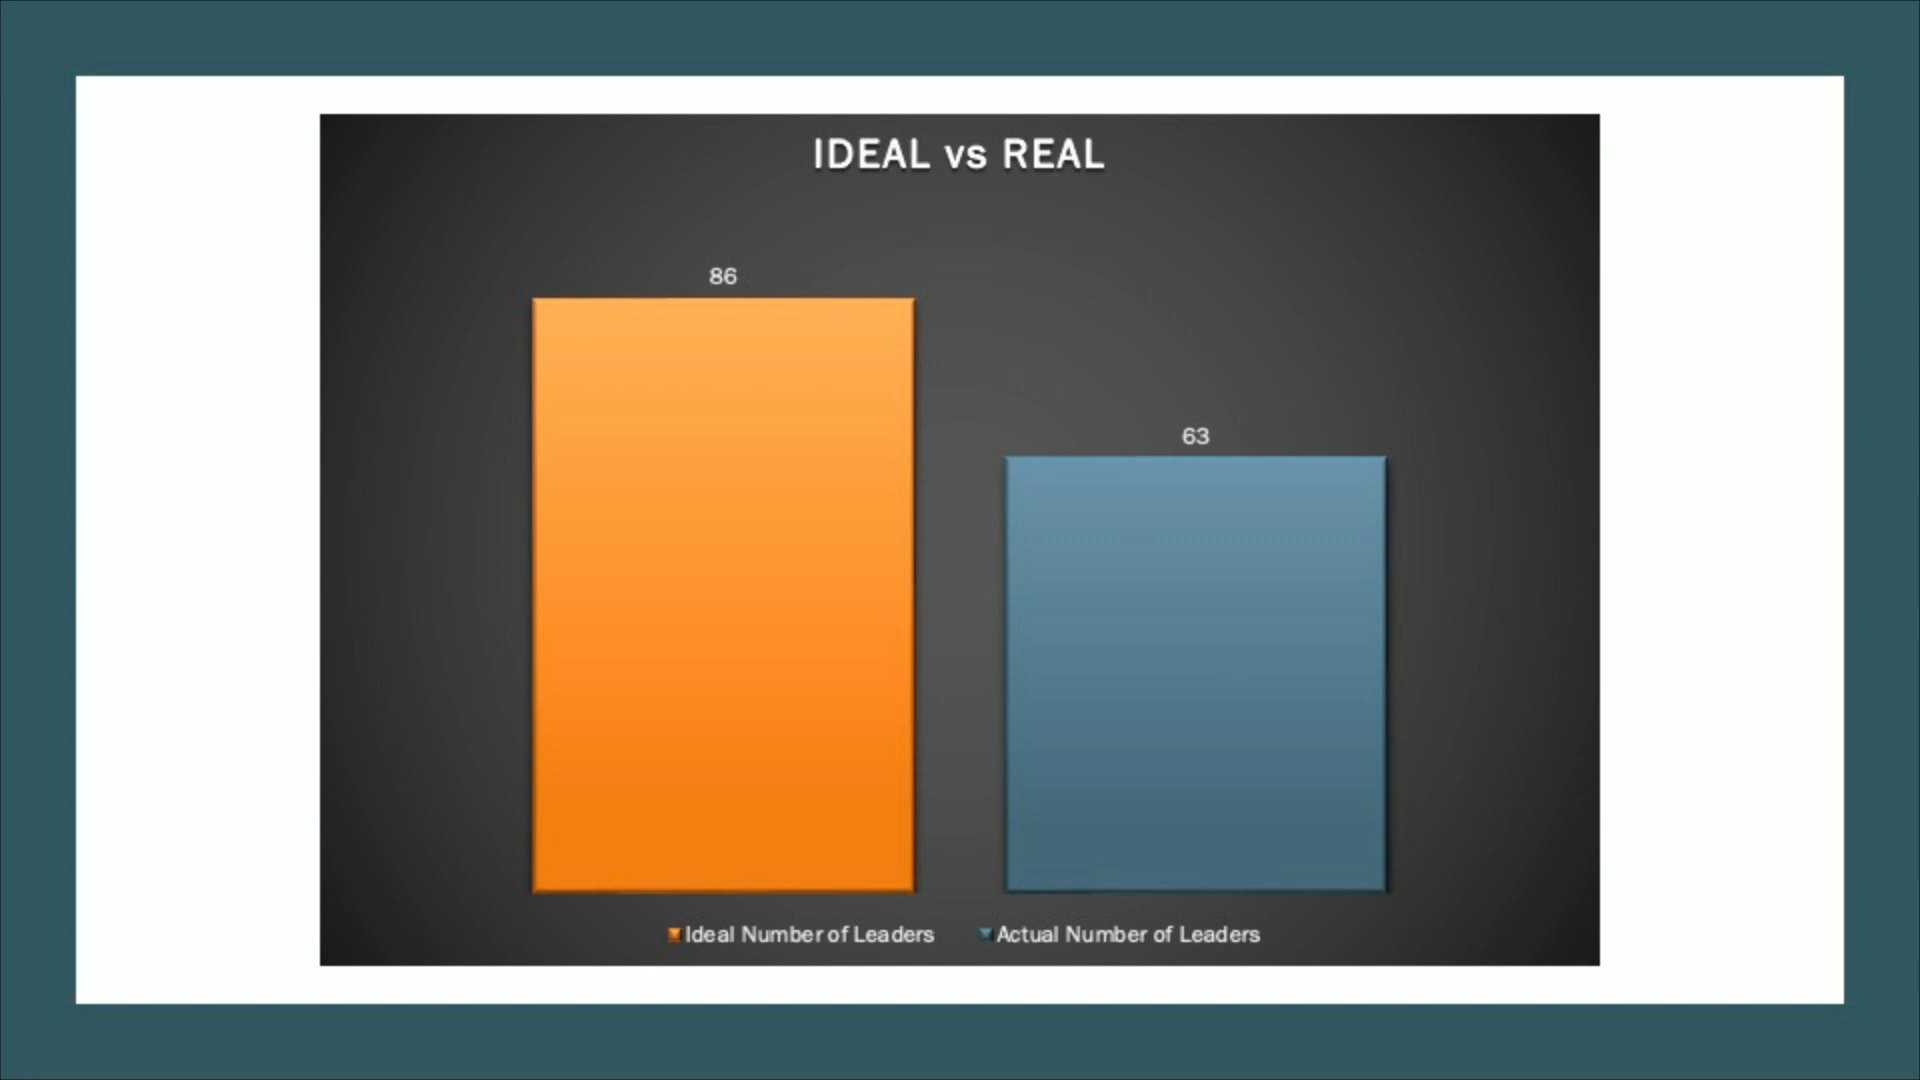 IDEAL vs REAL
86
63
Ideal Number of Leaders
Actual Number of Leaders